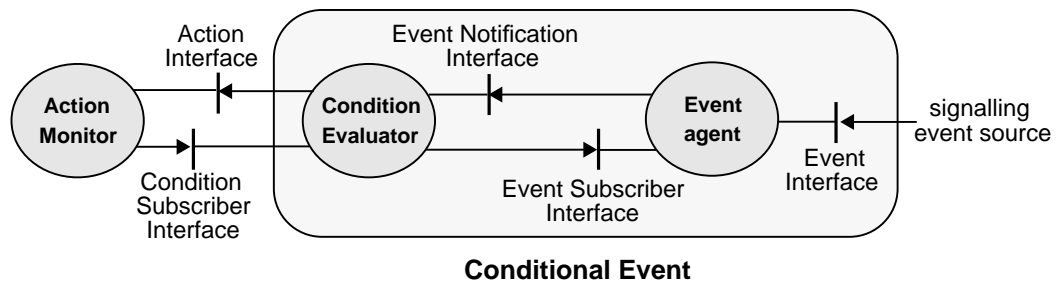 Action
Interface
Event Notification
Interface
Action
Monitor
Condition
Evaluator
Event
agent
signalling
event source
Condition
Subscriber
Interface
Event Subscriber
Interface
Event
Interface
Conditional Event